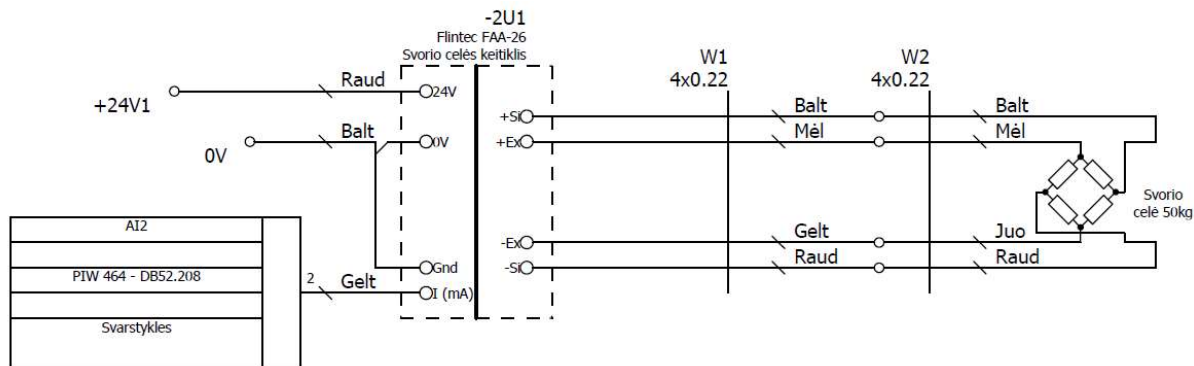 -2U1
Flintec FAA-26
Svorio celės keitiklis
W1
4x0.22
W2
4x0.22
+24V1
Raud
24V
+Si
Balt
Balt
0V
Balt
0V
+Ex
Mėl
Mėl
Svorio
celė 50kg
AI2
-Ex
Gelt
Juo
PIW 464 - DB52.208
2
Gelt
Gnd
-Si
Raud
Raud
I (mA)
Svarstykles